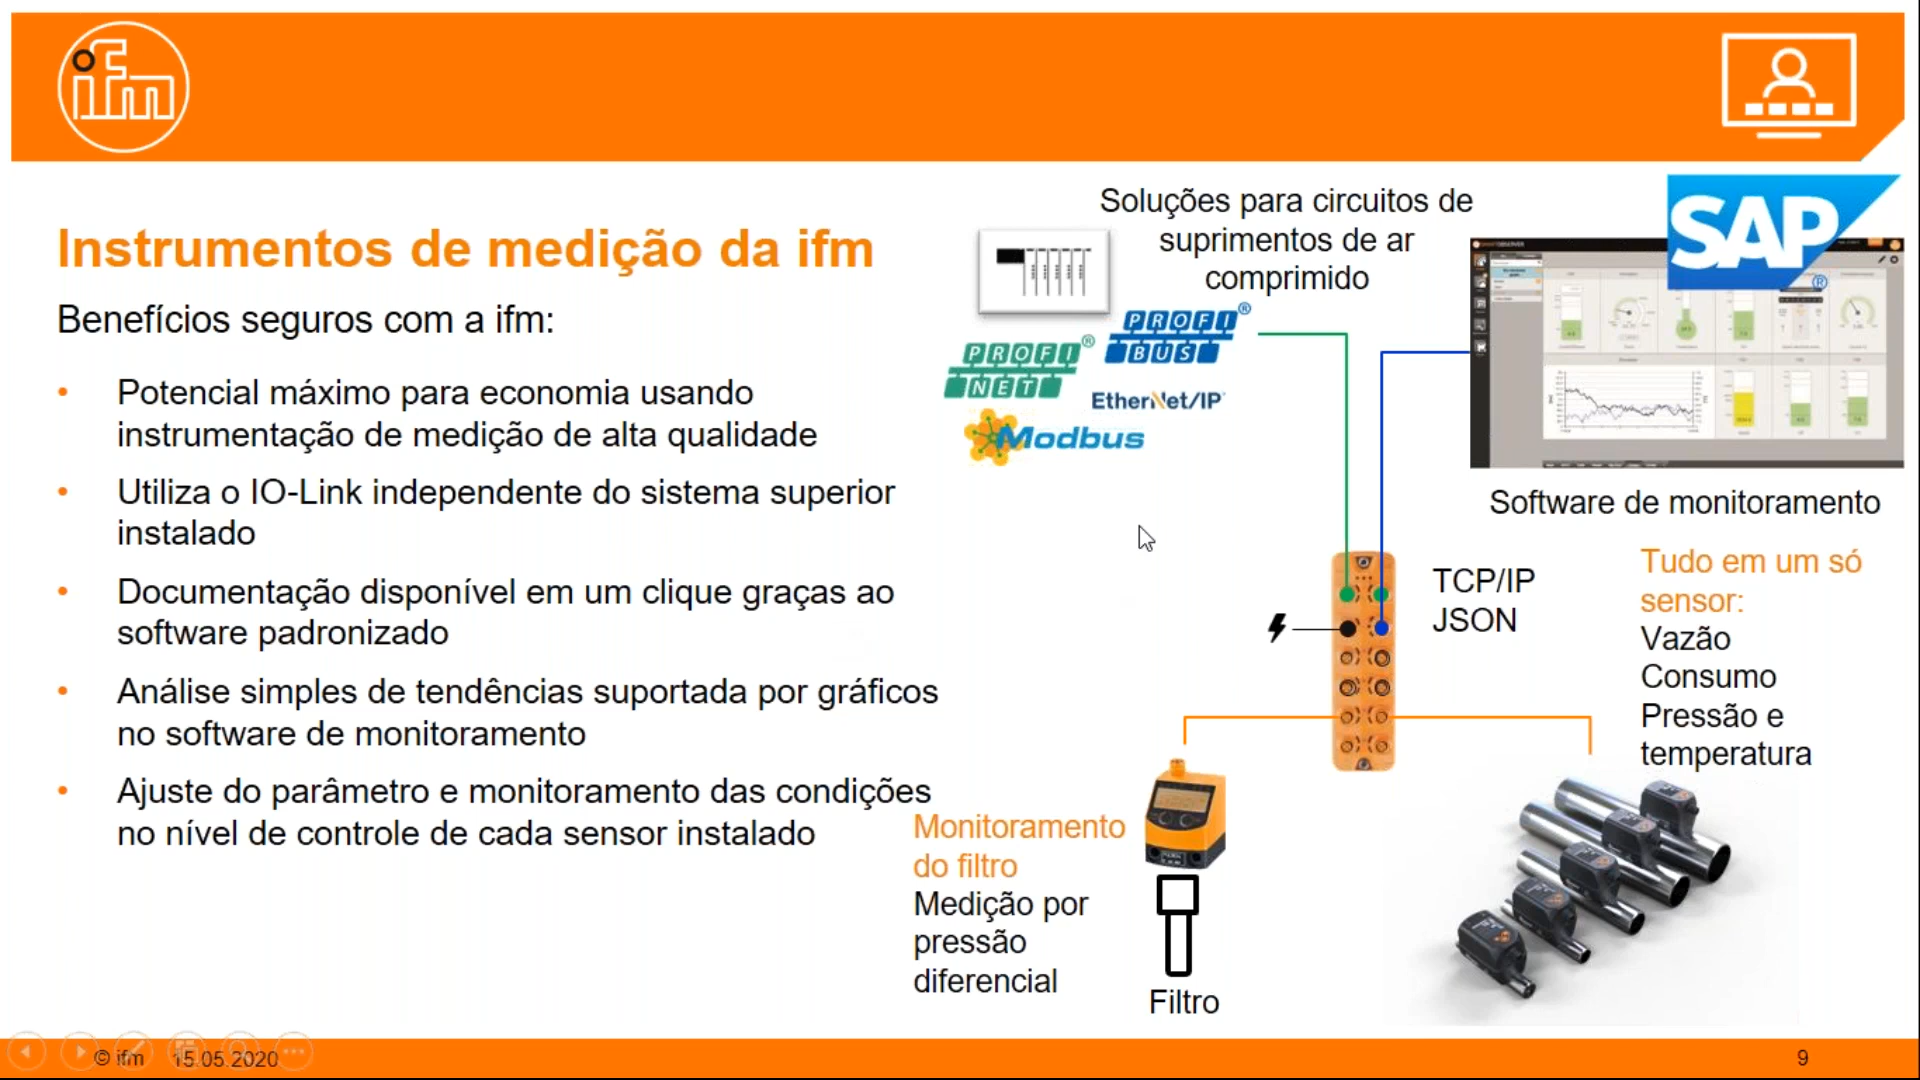 ifm
Instrumentos de medição da ifm
Benefícios seguros com a ifm:
• Potencial máximo para economia usando
instrumentação de medição de alta qualidade
• Utiliza o IO-Link independente do sistema superior
instalado
• Documentação disponível em um clique graças ao
software padronizado
• Análise simples de tendências suportada por gráficos
no software de monitoramento
• Ajuste do parâmetro e monitoramento das condições
no nível de controle de cada sensor instalado
Soluções para circuitos de
suprimentos de ar
comprimido
PROFI
BUS®
PROFI
NET®
EtherNet/IP
Modbus
SAP®
Software de monitoramento
TCP/IP
JSON
Tudo em um só
sensor:
Vazão
Consumo
Pressão e
temperatura
Monitoramento
do filtro
Medição por
pressão
diferencial
Filtro
© ifm 15.05.2020
9